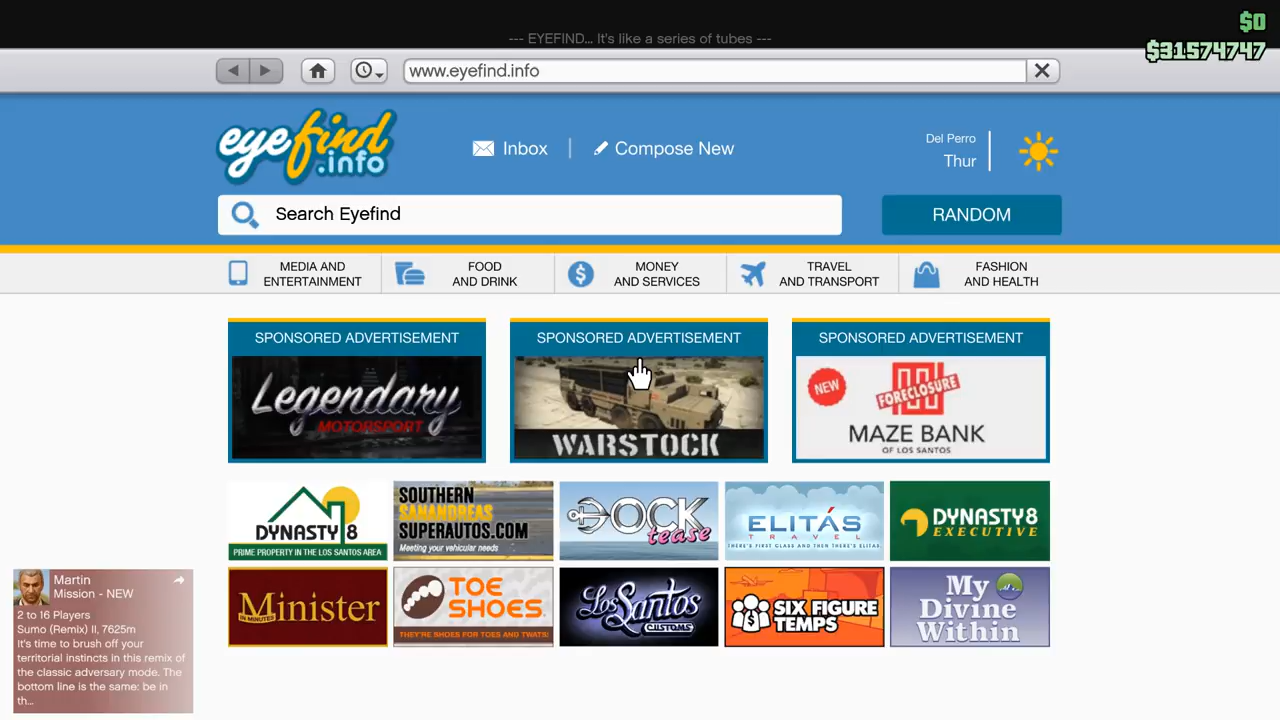 $0
--- EYEFIND... It's like a series of tubes ---
$31574747
www.eyefind.info
eyefind
.info
Inbox
Compose New
Del Perro
Thur
Search Eyefind
RANDOM
MEDIA AND
ENTERTAINMENT
FOOD
AND DRINK
MONEY
AND SERVICES
TRAVEL
AND TRANSPORT
FASHION
AND HEALTH
SPONSORED ADVERTISEMENT
Legendary
MOTORSPORT
SPONSORED ADVERTISEMENT
WARSTOCK
SPONSORED ADVERTISEMENT
NEW
FORECLOSURE
MAZE BANK
OF LOS SANTOS
DYNASTY 8
PRIME PROPERTY IN THE LOS SANTOS AREA
SOUTHERN
SANANDREAS
SUPERAUTOS.COM
Meeting your vehicular needs
DOCK
tease
ELITÁS
TRAVEL
THERE'S FIRST CLASS AND THEN THERE'S ELITAS
DYNASTY 8
EXECUTIVE
Minister
IN MINUTES
TOE
SHOES
THEY'RE SHOES FOR TOES AND TWATS!
Los Santos
CUSTOMS
SIX FIGURE
TEMPS
My
Divine
Within
Martin
Mission - NEW
2 to 16 Players
Sumo (Remix) II, 7625m
It's time to brush off your
territorial instincts in this remix of
the classic adversary mode. The
bottom line is the same: be in
th...